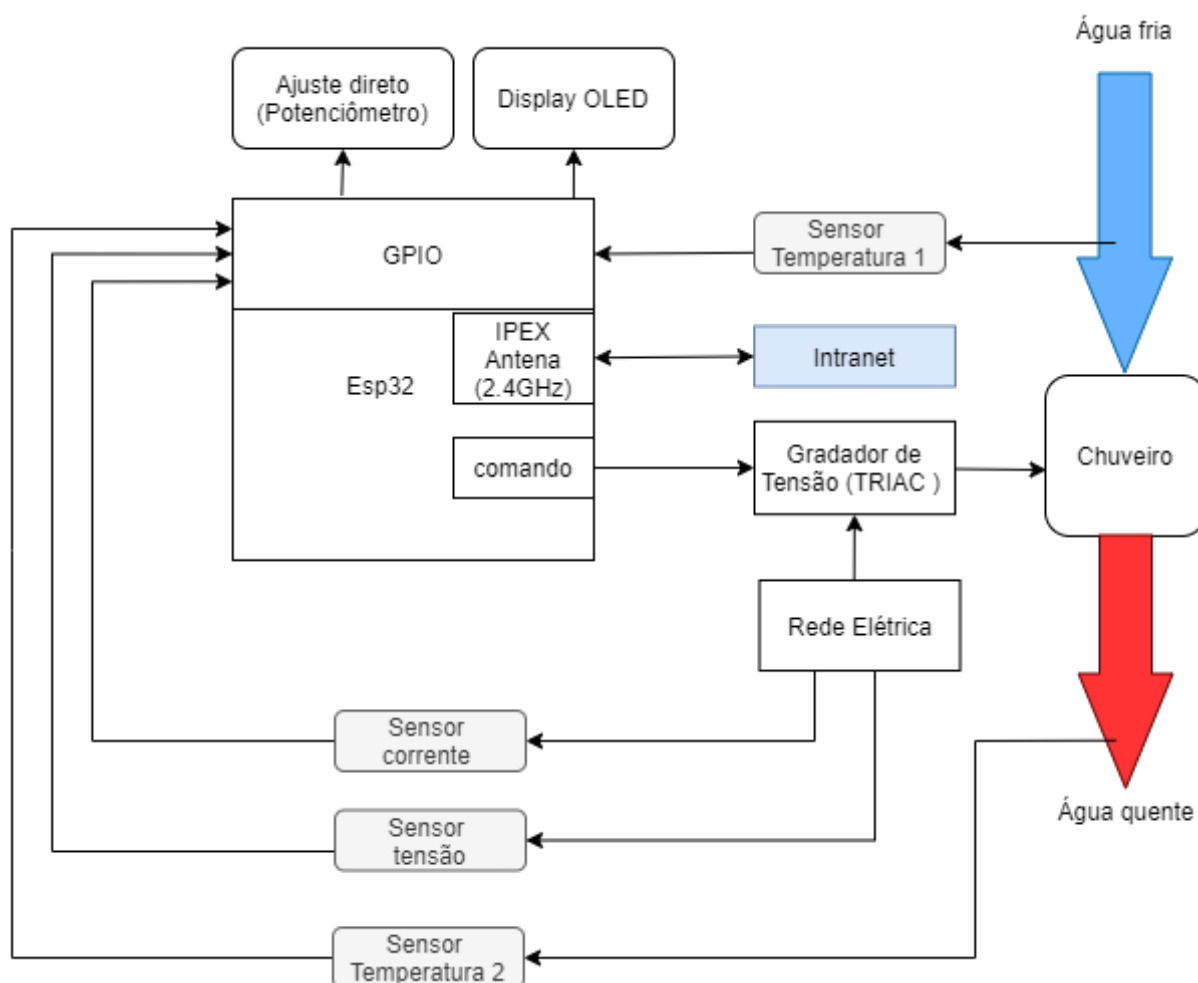 Água fria
Ajuste direto
(Potenciômetro)
Display OLED
GPIO
Sensor
Temperatura 1
IPEX
Antena
(2.4GHz)
Intranet
Esp32
comando
Gradador de
Tensão (TRIAC )
Chuveiro
Rede Elétrica
Sensor
corrente
Sensor
tensão
Água quente
Sensor
Temperatura 2